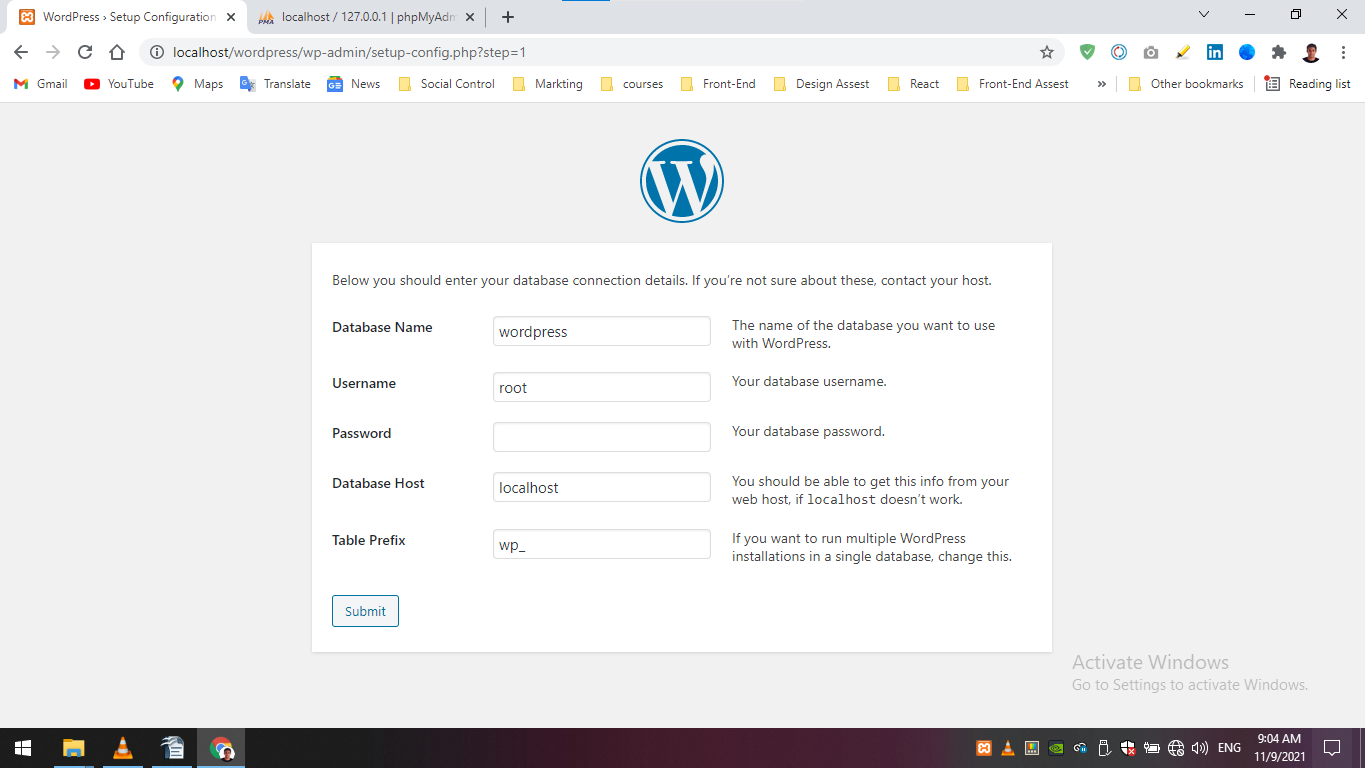 WordPress › Setup Configuration
localhost / 127.0.0.1 | phpMyAdm
localhost/wordpress/wp-admin/setup-config.php?step=1
Gmail
YouTube
Maps
Translate
News
Social Control
Markting
courses
Front-End
Design Assest
React
Front-End Assest
»
Other bookmarks
Reading list
Below you should enter your database connection details. If you’re not sure about these, contact your host.
Database Name
wordpress
The name of the database you want to use
with WordPress.
Username
root
Your database username.
Password
Your database password.
Database Host
localhost
You should be able to get this info from your
web host, if localhost doesn’t work.
Table Prefix
wp_
If you want to run multiple WordPress
installations in a single database, change this.
Submit
Activate Windows
Go to Settings to activate Windows.
ENG
9:04 AM
11/9/2021